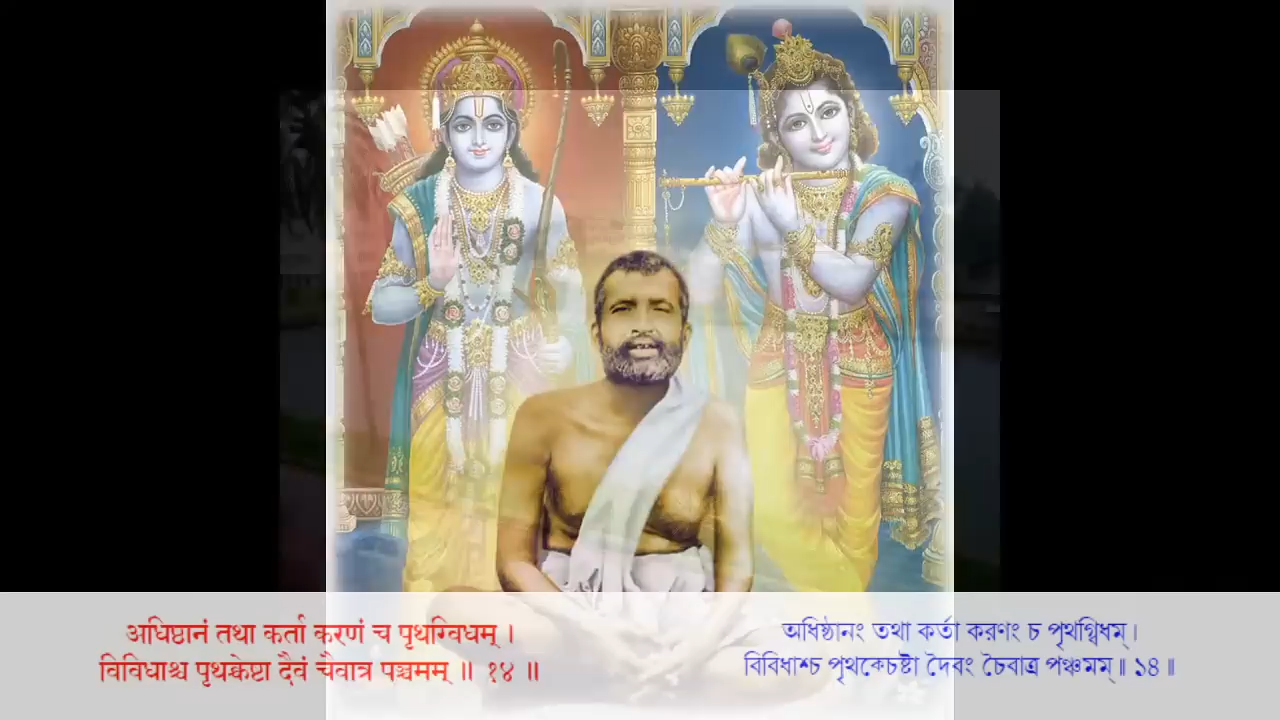 अधिष्ठानं तथा कर्ता करणं च पृथग्विधम् ।
विविधाश्च पृथक्चेष्टा दैवं चैवात्र पञ्चमम् ॥ १४ ॥
অধিষ্ঠানং তথা কর্তা করণং চ পৃথগ্বিধম্।
বিবিধাশ্চ পৃথক্চেষ্টা দৈবং চৈবাত্র পঞ্চমম্॥ ১৪॥